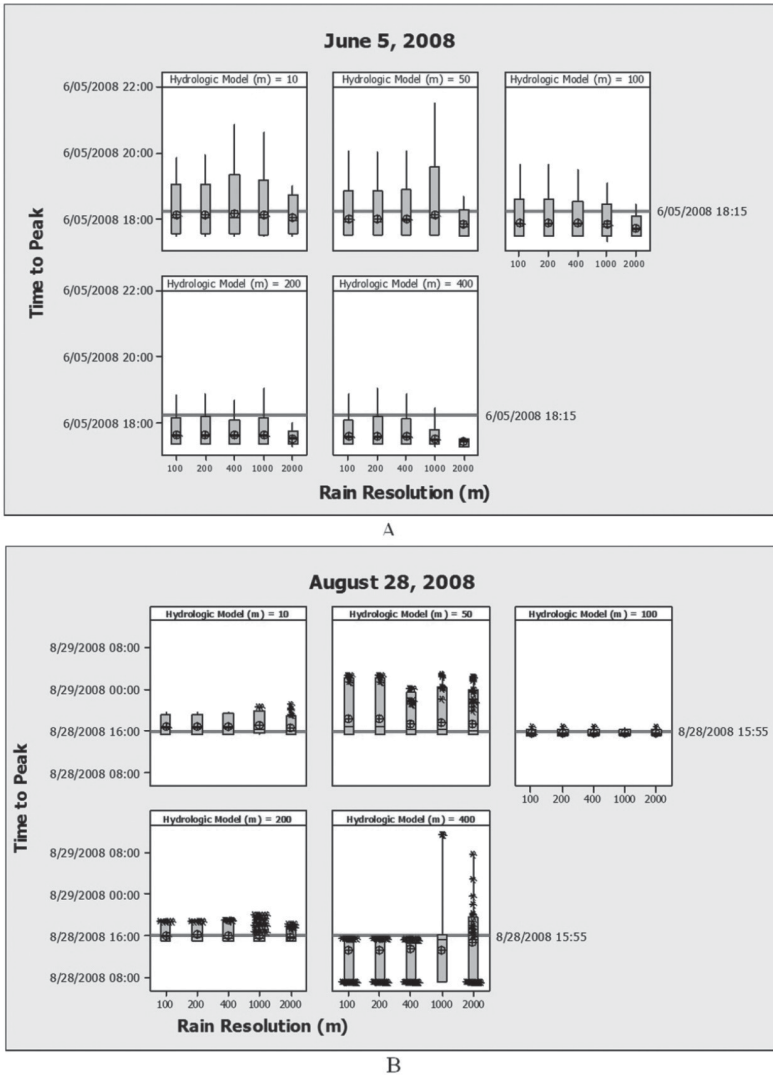 June 5, 2008
Hydrologic Model (m) = 10
Hydrologic Model (m) = 50
Hydrologic Model (m) = 100
6/05/2008 22:00
6/05/2008 20:00
6/05/2008 18:00
6/05/2008 18:15
100 200 400 1000 2000
Hydrologic Model (m) = 200
Hydrologic Model (m) = 400
6/05/2008 22:00
6/05/2008 20:00
6/05/2008 18:00
6/05/2008 18:15
100 200 400 1000 2000
100 200 400 1000 2000
Time to Peak
Rain Resolution (m)
A
August 28, 2008
Hydrologic Model (m) = 10
Hydrologic Model (m) = 50
Hydrologic Model (m) = 100
8/29/2008 08:00
8/29/2008 00:00
8/28/2008 16:00
8/28/2008 08:00
8/28/2008 15:55
100 200 400 1000 2000
Hydrologic Model (m) = 200
Hydrologic Model (m) = 400
8/29/2008 08:00
8/29/2008 00:00
8/28/2008 16:00
8/28/2008 08:00
8/28/2008 15:55
100 200 400 1000 2000
100 200 400 1000 2000
Time to Peak
Rain Resolution (m)
B